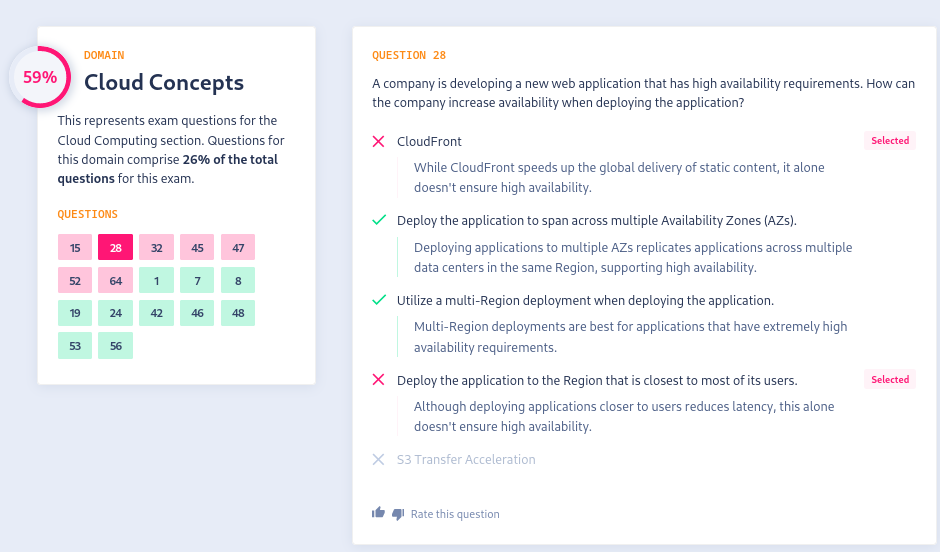 59%
DOMAIN
Cloud Concepts
This represents exam questions for the
Cloud Computing section. Questions for
this domain comprise 26% of the total
questions for this exam.
QUESTIONS
15 28 32 45 47
52 64 1 7 8
19 24 42 46 48
53 56
QUESTION 28
A company is developing a new web application that has high availability requirements. How can
the company increase availability when deploying the application?
CloudFront Selected
While CloudFront speeds up the global delivery of static content, it alone
doesn't ensure high availability.
Deploy the application to span across multiple Availability Zones (AZs).
Deploying applications to multiple AZs replicates applications across multiple
data centers in the same Region, supporting high availability.
Utilize a multi-Region deployment when deploying the application.
Multi-Region deployments are best for applications that have extremely high
availability requirements.
Deploy the application to the Region that is closest to most of its users. Selected
Although deploying applications closer to users reduces latency, this alone
doesn't ensure high availability.
S3 Transfer Acceleration
Rate this question